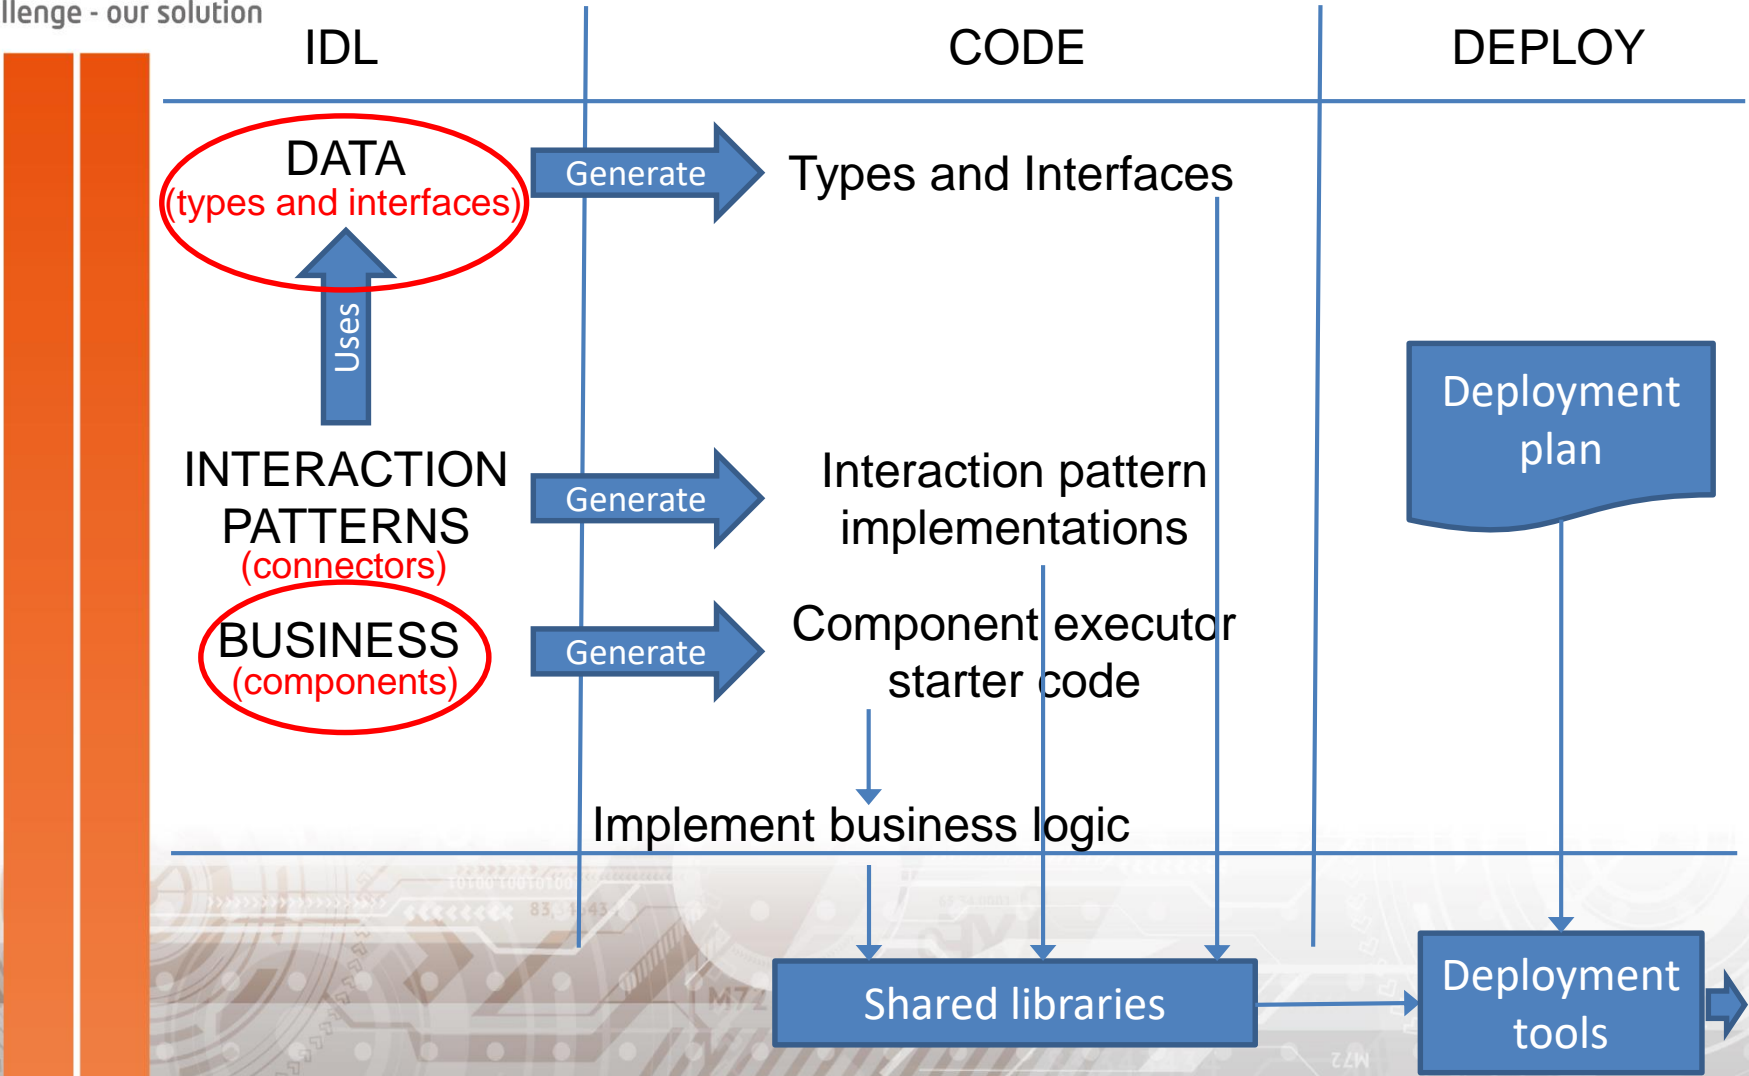 llenge - our solution
IDL
CODE
DEPLOY
DATA
(types and interfaces)
Generate
Types and Interfaces
Uses
Deployment
plan
INTERACTION
PATTERNS
(connectors)
Generate
Interaction pattern
implementations
BUSINESS
(components)
Generate
Component executor
starter code
Implement business logic
Shared libraries
Deployment
tools
M72
M72